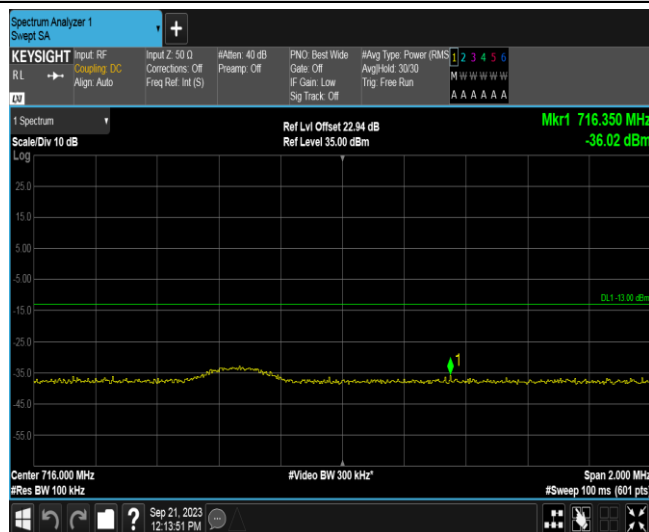 Spectrum Analyzer 1
Swept SA
+
KEYSIGHT
RL
LXI
Input: RF
Coupling: DC
Align: Auto
Input Z: 50 Ω
Corrections: Off
Freq Ref: Int (S)
#Atten: 40 dB
Preamp: Off
PNO: Best Wide
Gate: Off
IF Gain: Low
Sig Track: Off
#Avg Type: Power (RMS
Avg|Hold: 30/30
Trig: Free Run
1 2 3 4 5 6
M W W W W W
A A A A A A
1 Spectrum
Scale/Div 10 dB
Log
Ref Lvl Offset 22.94 dB
Ref Level 35.00 dBm
Mkr1 716.350 MHz
-36.02 dBm
25.0
15.0
5.00
-5.00
-15.0
-25.0
-35.0
-45.0
-55.0
DL1 -13.00 dBm
1
Center 716.000 MHz
#Res BW 100 kHz
#Video BW 300 kHz*
Span 2.000 MHz
#Sweep 100 ms (601 pts)
?
Sep 21, 2023
12:13:51 PM